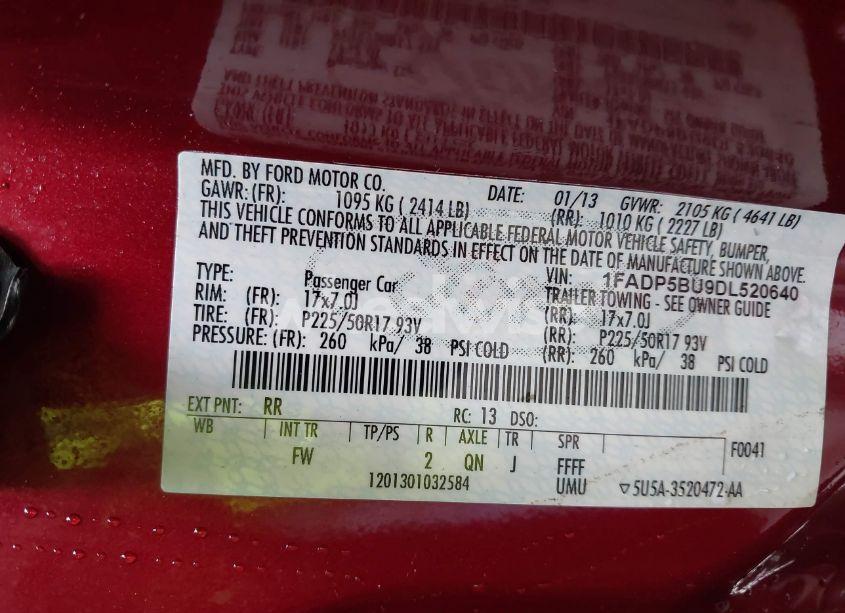 MFD. BY FORD MOTOR CO. DATE: 01/13 GVWR: 2105 KG ( 4641 LB)
GAWR: (FR): 1095 KG ( 2414 LB) (RR): 1010 KG ( 2227 LB)
THIS VEHICLE CONFORMS TO ALL APPLICABLE FEDERAL MOTOR VEHICLE SAFETY, BUMPER,
AND THEFT PREVENTION STANDARDS IN EFFECT ON THE DATE OF MANUFACTURE SHOWN ABOVE.
VIN: 1FADP5BU9DL520640
TYPE: Passenger Car TRAILER TOWING - SEE OWNER GUIDE
RIM: (FR): 17x7.0J (RR): 17x7.0J
TIRE: (FR): P225/50R17 93V (RR): P225/50R17 93V
PRESSURE: (FR): 260 kPa/ 38 PSI COLD (RR): 260 kPa/ 38 PSI COLD
EXT PNT: RR RC: 13 DSO:
WB INT TR TP/PS R AXLE TR SPR F0041
FW 2 QN J FFFF
1201301032584 UMU ▽5U5A-3520472-AA